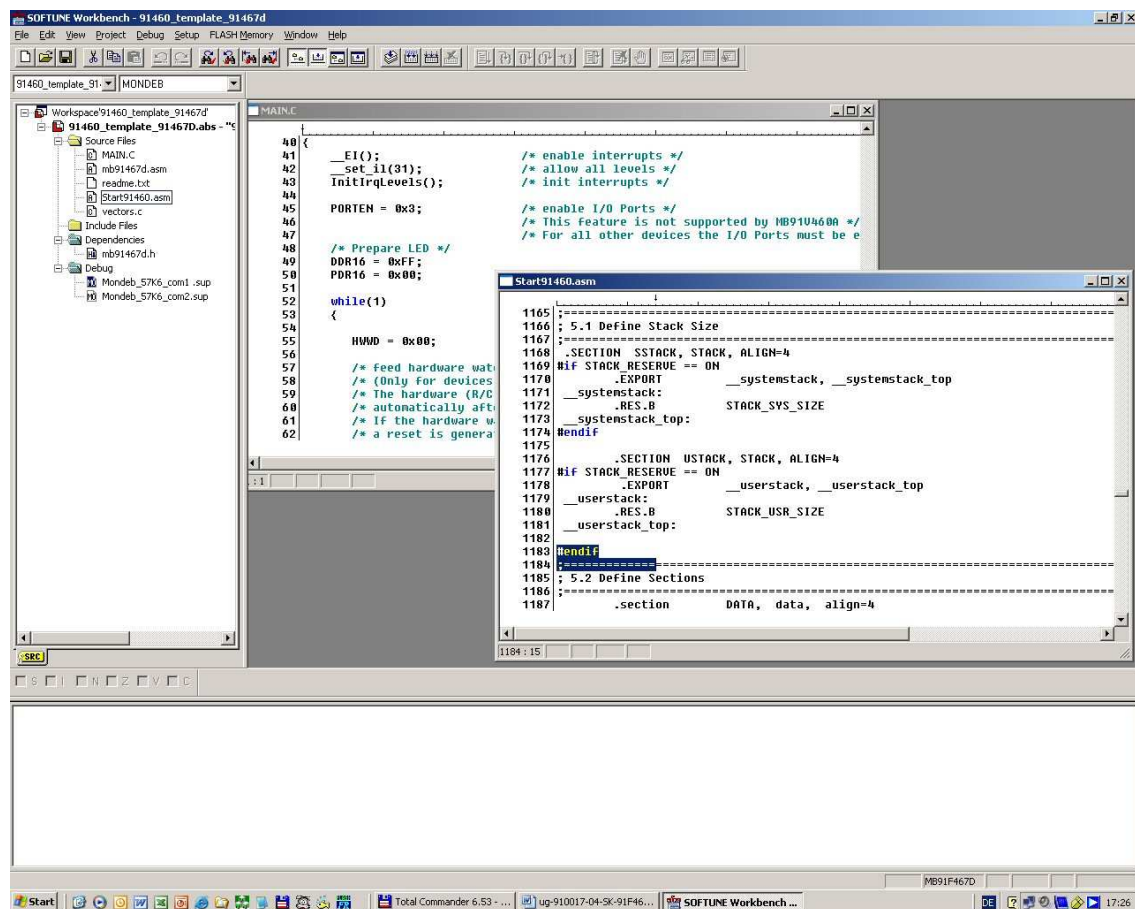 SOFTUNE Workbench - 91460_template_91467d
File Edit View Project Debug Setup FLASH Memory Window Help
91460_template_91 MONDEB
Workspace'91460_template_91467d'
91460_template_91467D.abs - "9
Source Files
MAIN.C
mb91467d.asm
readme.txt
Start91460.asm
vectors.c
Include Files
Dependencies
mb91467d.h
Debug
Mondeb_57K6_com1 .sup
Mondeb_57K6_com2.sup
SRC
MAIN.C
40 {
41 __EI(); /* enable interrupts */
42 __set_il(31); /* allow all levels */
43 InitIrqLevels(); /* init interrupts */
44
45 PORTEN = 0x3; /* enable I/O Ports */
46 /* This feature is not supported by MB91V460A */
47 /* For all other devices the I/O Ports must be e
48 /* Prepare LED */
49 DDR16 = 0xFF;
50 PDR16 = 0x00;
51
52 while(1)
53 {
54
55 HWWD = 0x00;
56
57 /* feed hardware wat
58 /* (Only for devices
59 /* The hardware (R/C
60 /* automatically aft
61 /* If the hardware w
62 /* a reset is genera
:1
Start91460.asm
1165 ;=============================================================================
1166 ; 5.1 Define Stack Size
1167 ;=============================================================================
1168 .SECTION SSTACK, STACK, ALIGN=4
1169 #if STACK_RESERVE == ON
1170 .EXPORT __systemstack, __systemstack_top
1171 __systemstack:
1172 .RES.B STACK_SYS_SIZE
1173 __systemstack_top:
1174 #endif
1175
1176 .SECTION USTACK, STACK, ALIGN=4
1177 #if STACK_RESERVE == ON
1178 .EXPORT __userstack, __userstack_top
1179 __userstack:
1180 .RES.B STACK_USR_SIZE
1181 __userstack_top:
1182
1183 #endif
1184 ;=============================================================================
1185 ; 5.2 Define Sections
1186 ;=============================================================================
1187 .section DATA, data, align=4
1184 : 15
S I N Z V C
MB91F467D
Start Total Commander 6.53 - ... ug-910017-04-SK-91F46... SOFTUNE Workbench ... DE 17:26